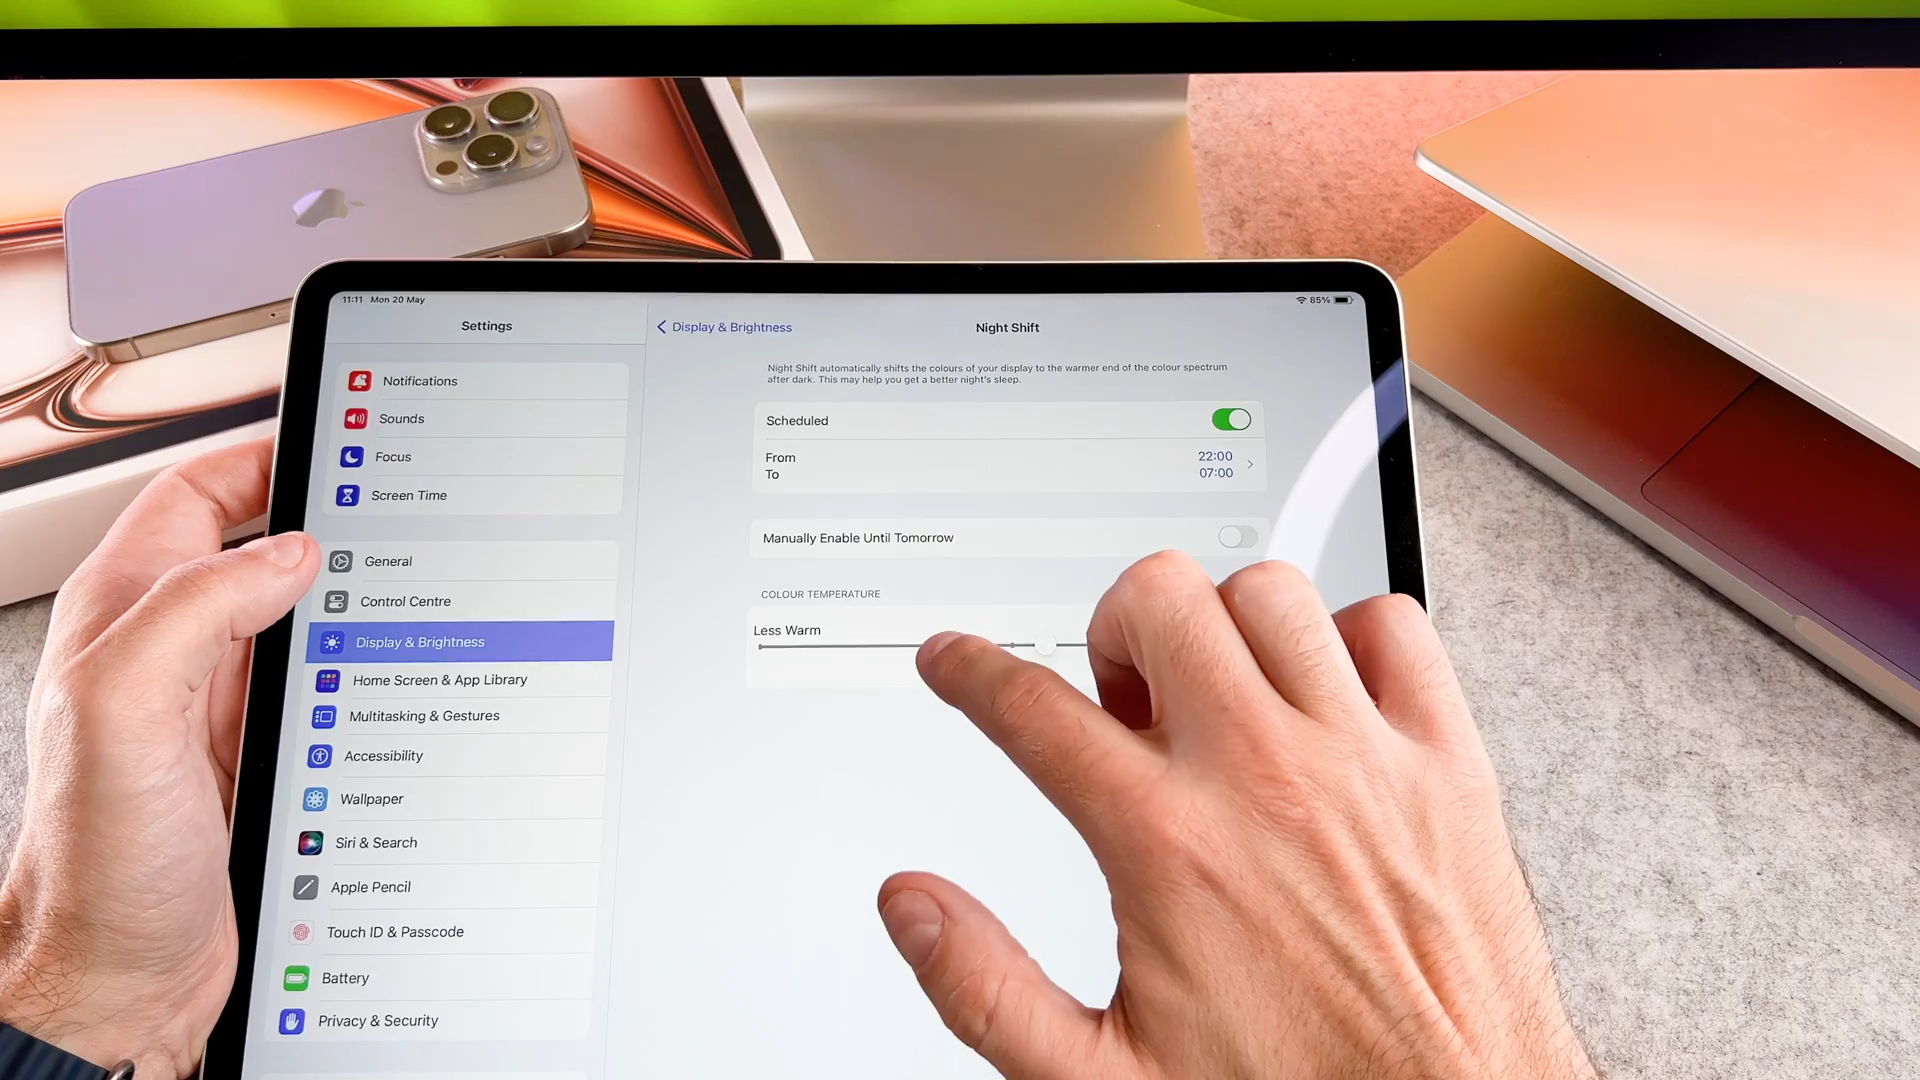 11:11 Mon 20 May
85%
Settings
Display & Brightness
Night Shift
Notifications
Sounds
Focus
Screen Time
General
Control Centre
Display & Brightness
Home Screen & App Library
Multitasking & Gestures
Accessibility
Wallpaper
Siri & Search
Apple Pencil
Touch ID & Passcode
Battery
Privacy & Security
Night Shift automatically shifts the colours of your display to the warmer end of the colour spectrum
after dark. This may help you get a better night's sleep.
Scheduled
From 22:00
To 07:00
Manually Enable Until Tomorrow
COLOUR TEMPERATURE
Less Warm